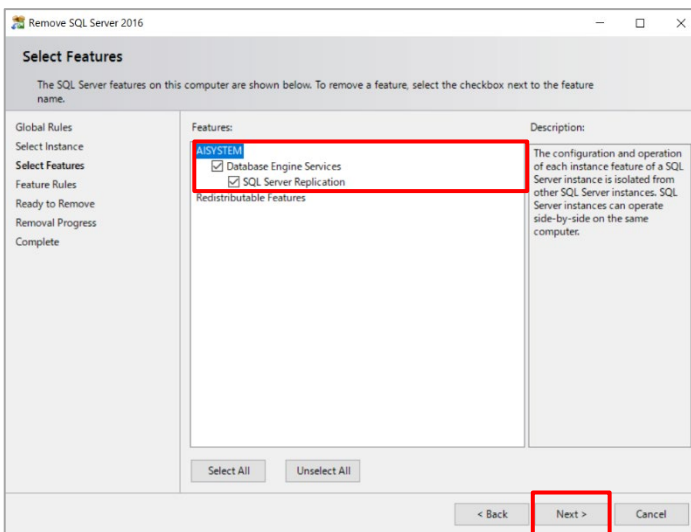 Remove SQL Server 2016
Select Features
The SQL Server features on this computer are shown below. To remove a feature, select the checkbox next to the feature
name.
Global Rules
Select Instance
Select Features
Feature Rules
Ready to Remove
Removal Progress
Complete
Features:
AISYSTEM
Database Engine Services
SQL Server Replication
Redistributable Features
Description:
The configuration and operation
of each instance feature of a SQL
Server instance is isolated from
other SQL Server instances. SQL
Server instances can operate
side-by-side on the same
computer.
Select All
Unselect All
< Back
Next >
Cancel